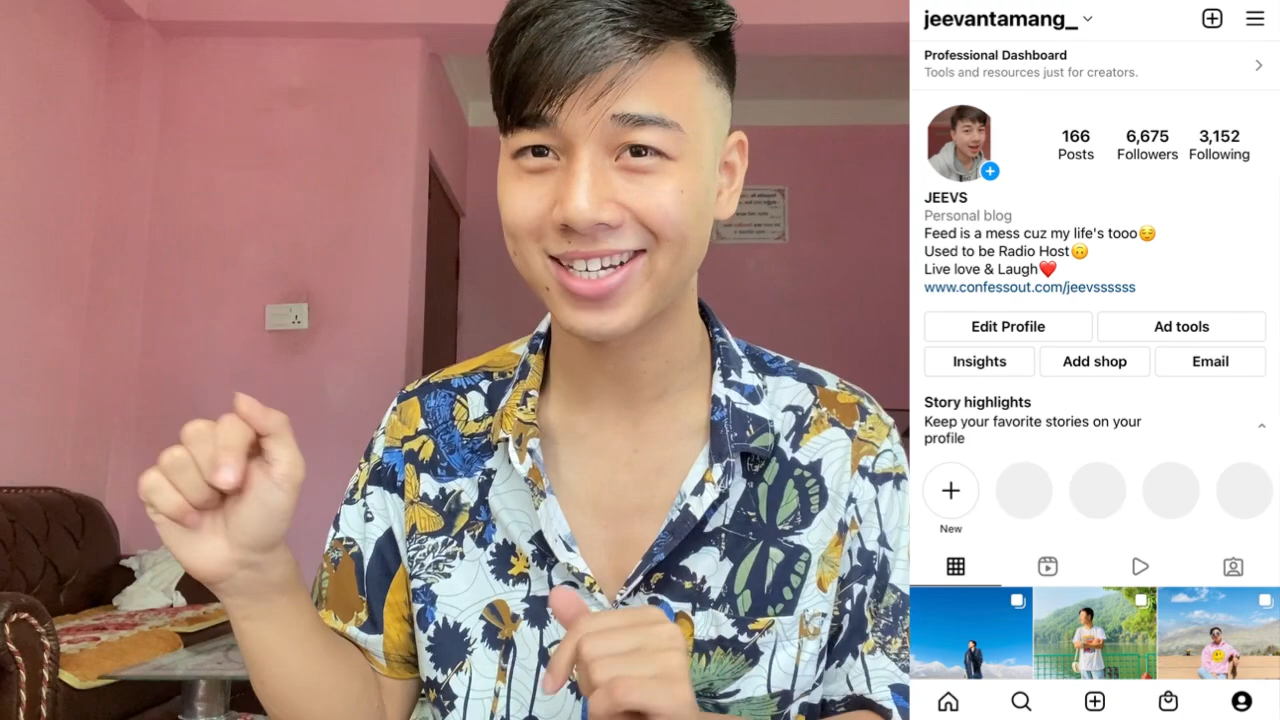 jeevantamang_
Professional Dashboard
Tools and resources just for creators.
166
Posts
6,675
Followers
3,152
Following
JEEVS
Personal blog
Feed is a mess cuz my life's tooo😌
Used to be Radio Host🙃
Live love & Laugh❤️
www.confessout.com/jeevssssss
Edit Profile
Ad tools
Insights
Add shop
Email
Story highlights
Keep your favorite stories on your
profile
New